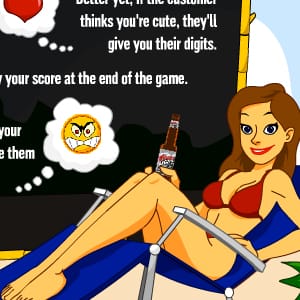 Better yet, if the customer
thinks you're cute, they'll
give you their digits.
your score at the end of the game.
your
them